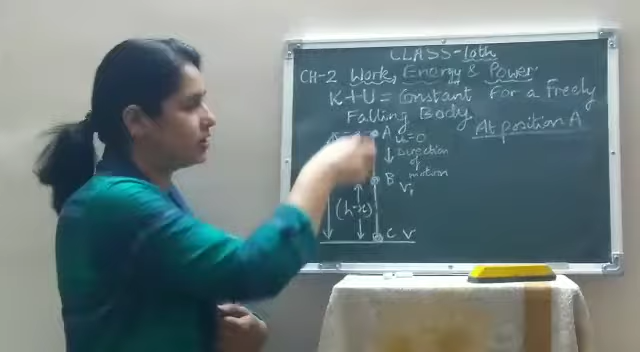 CLASS-10th
CH-2 Work, Energy & Power
K+U = Constant For a Freely
Falling Body
At position A
A u=0
Direction
of
motion
B V₁
(h-x)
C V